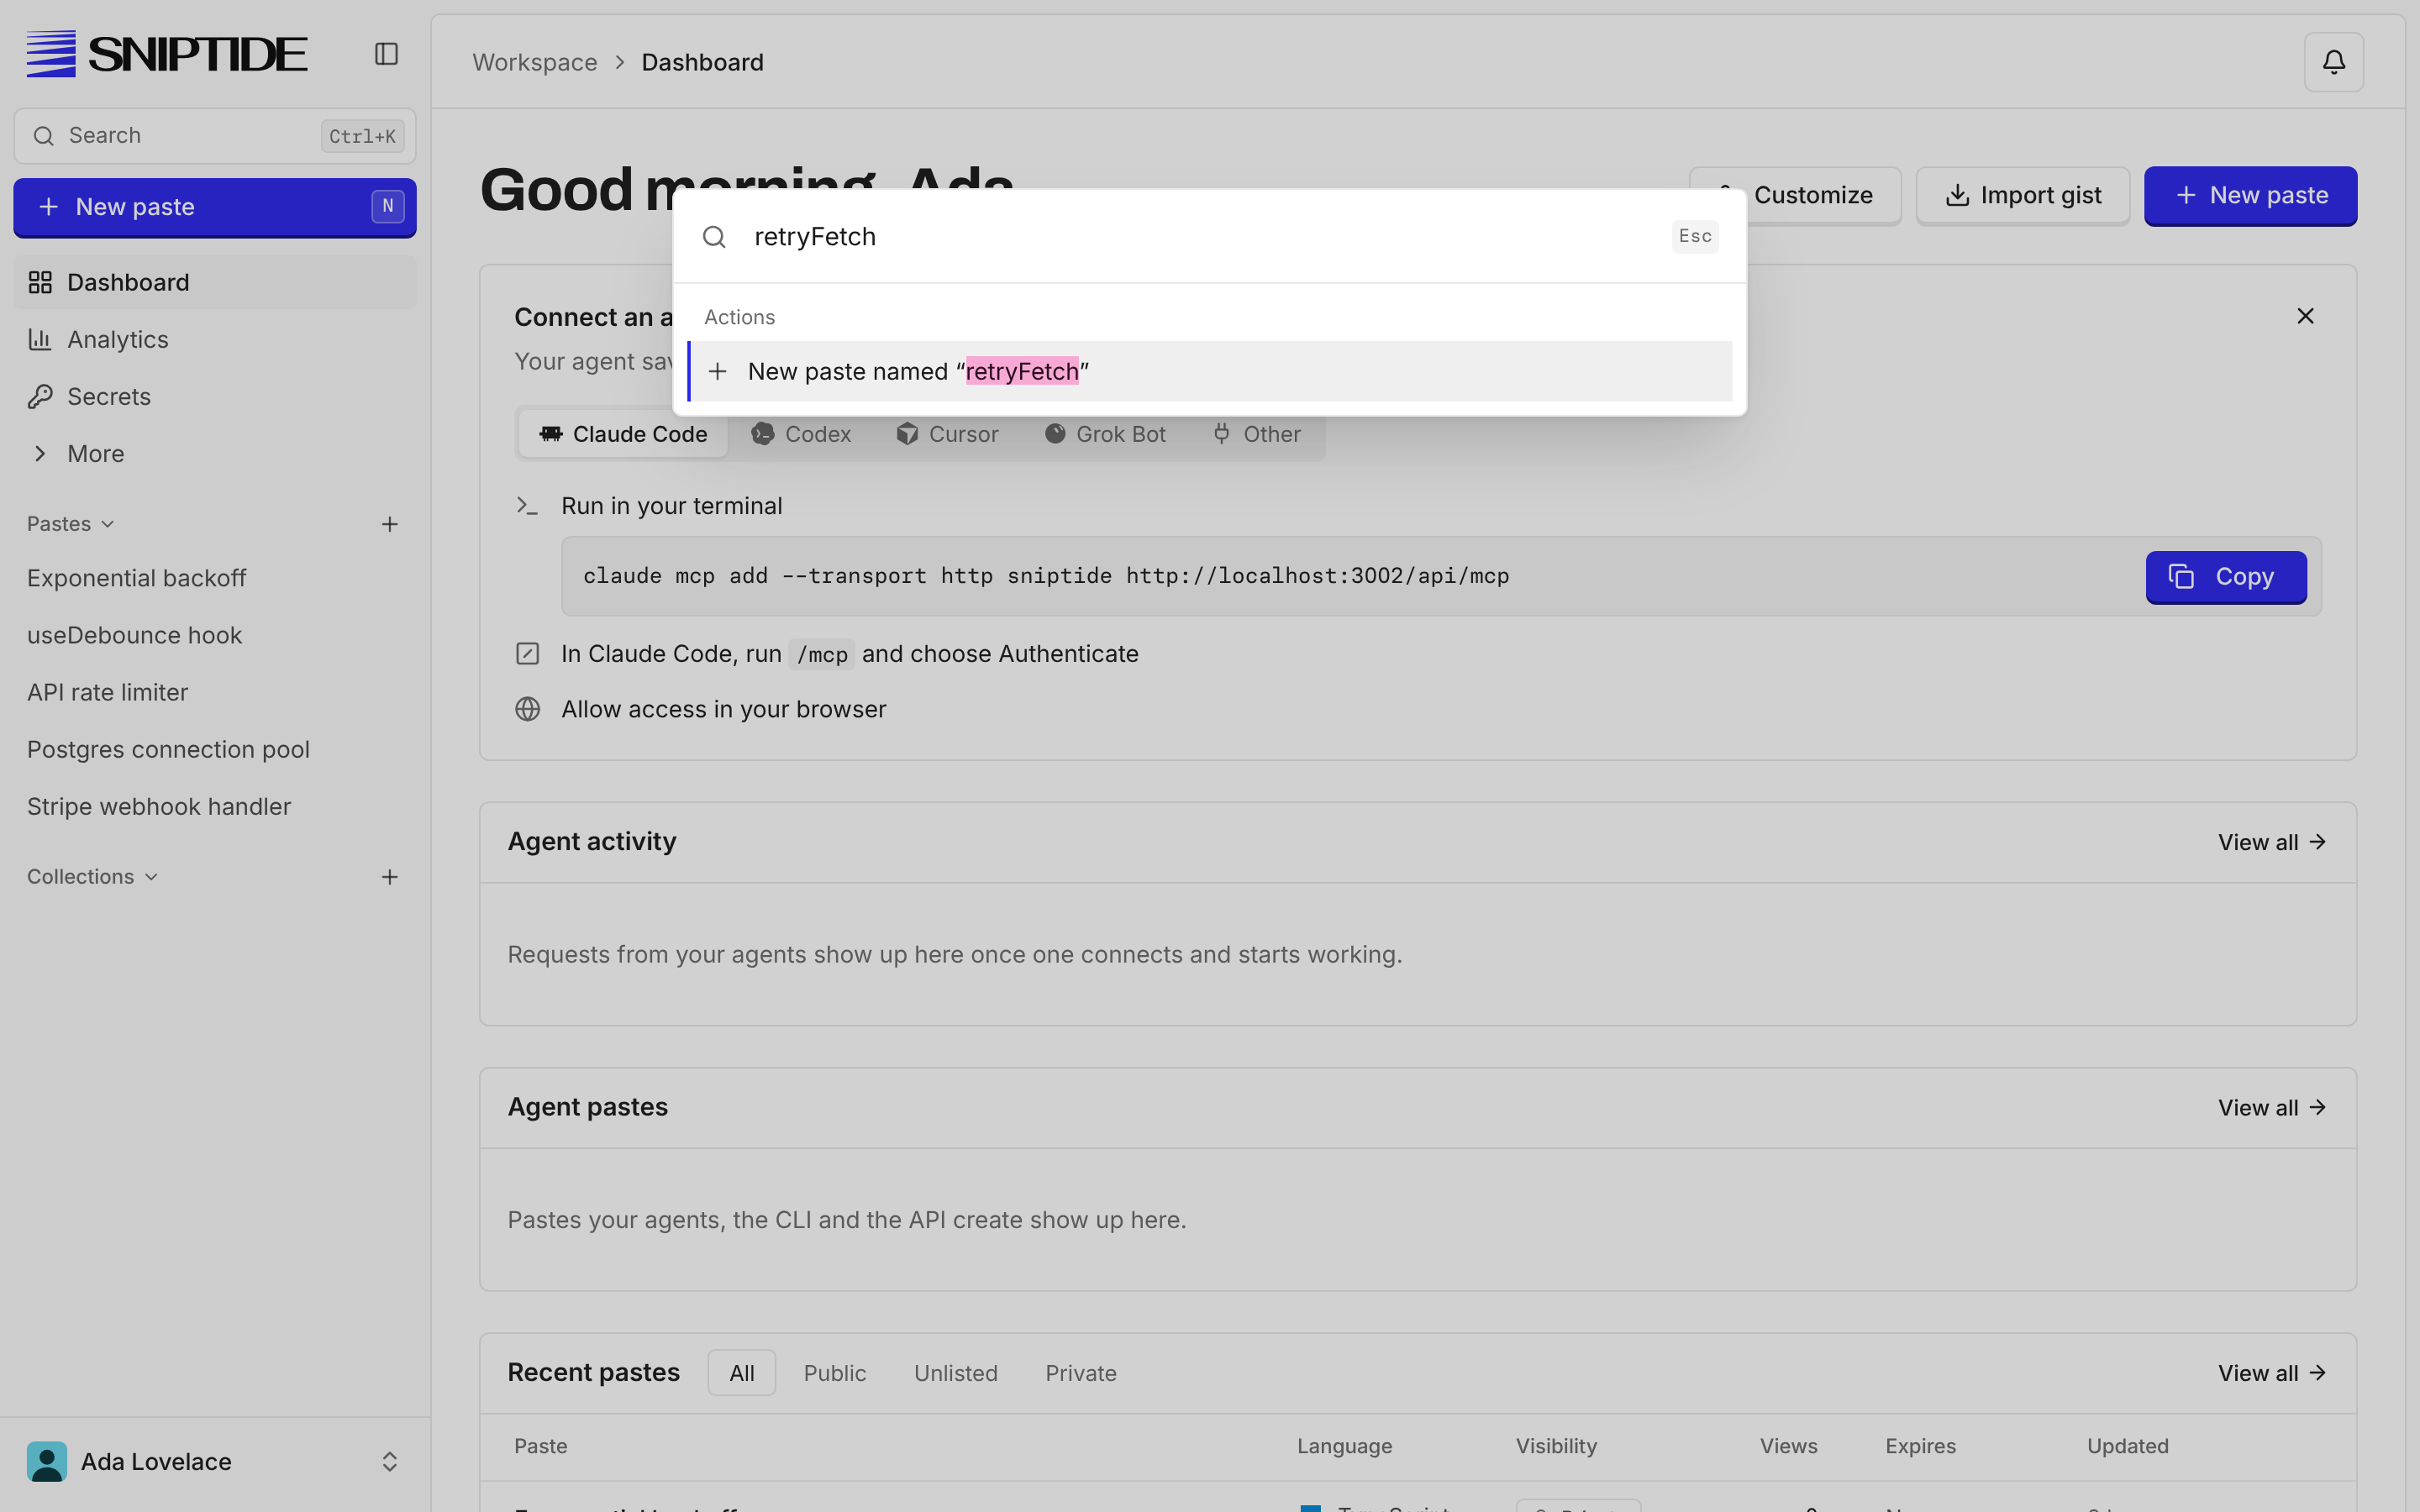 SNIPTIDE
Search
Ctrl+K
New paste
N
Dashboard
Analytics
Secrets
More
Pastes
Exponential backoff
useDebounce hook
API rate limiter
Postgres connection pool
Stripe webhook handler
Collections
Ada Lovelace
Workspace > Dashboard
Good morning, Ada
Customize
Import gist
New paste
retryFetch
Esc
Actions
New paste named “retryFetch”
Connect an
Your agent
Claude Code
Codex
Cursor
Grok Bot
Other
Run in your terminal
claude mcp add --transport http sniptide http://localhost:3002/api/mcp
Copy
In Claude Code, run /mcp and choose Authenticate
Allow access in your browser
Agent activity
View all
Requests from your agents show up here once one connects and starts working.
Agent pastes
View all
Pastes your agents, the CLI and the API create show up here.
Recent pastes
All
Public
Unlisted
Private
View all
Paste
Language
Visibility
Views
Expires
Updated